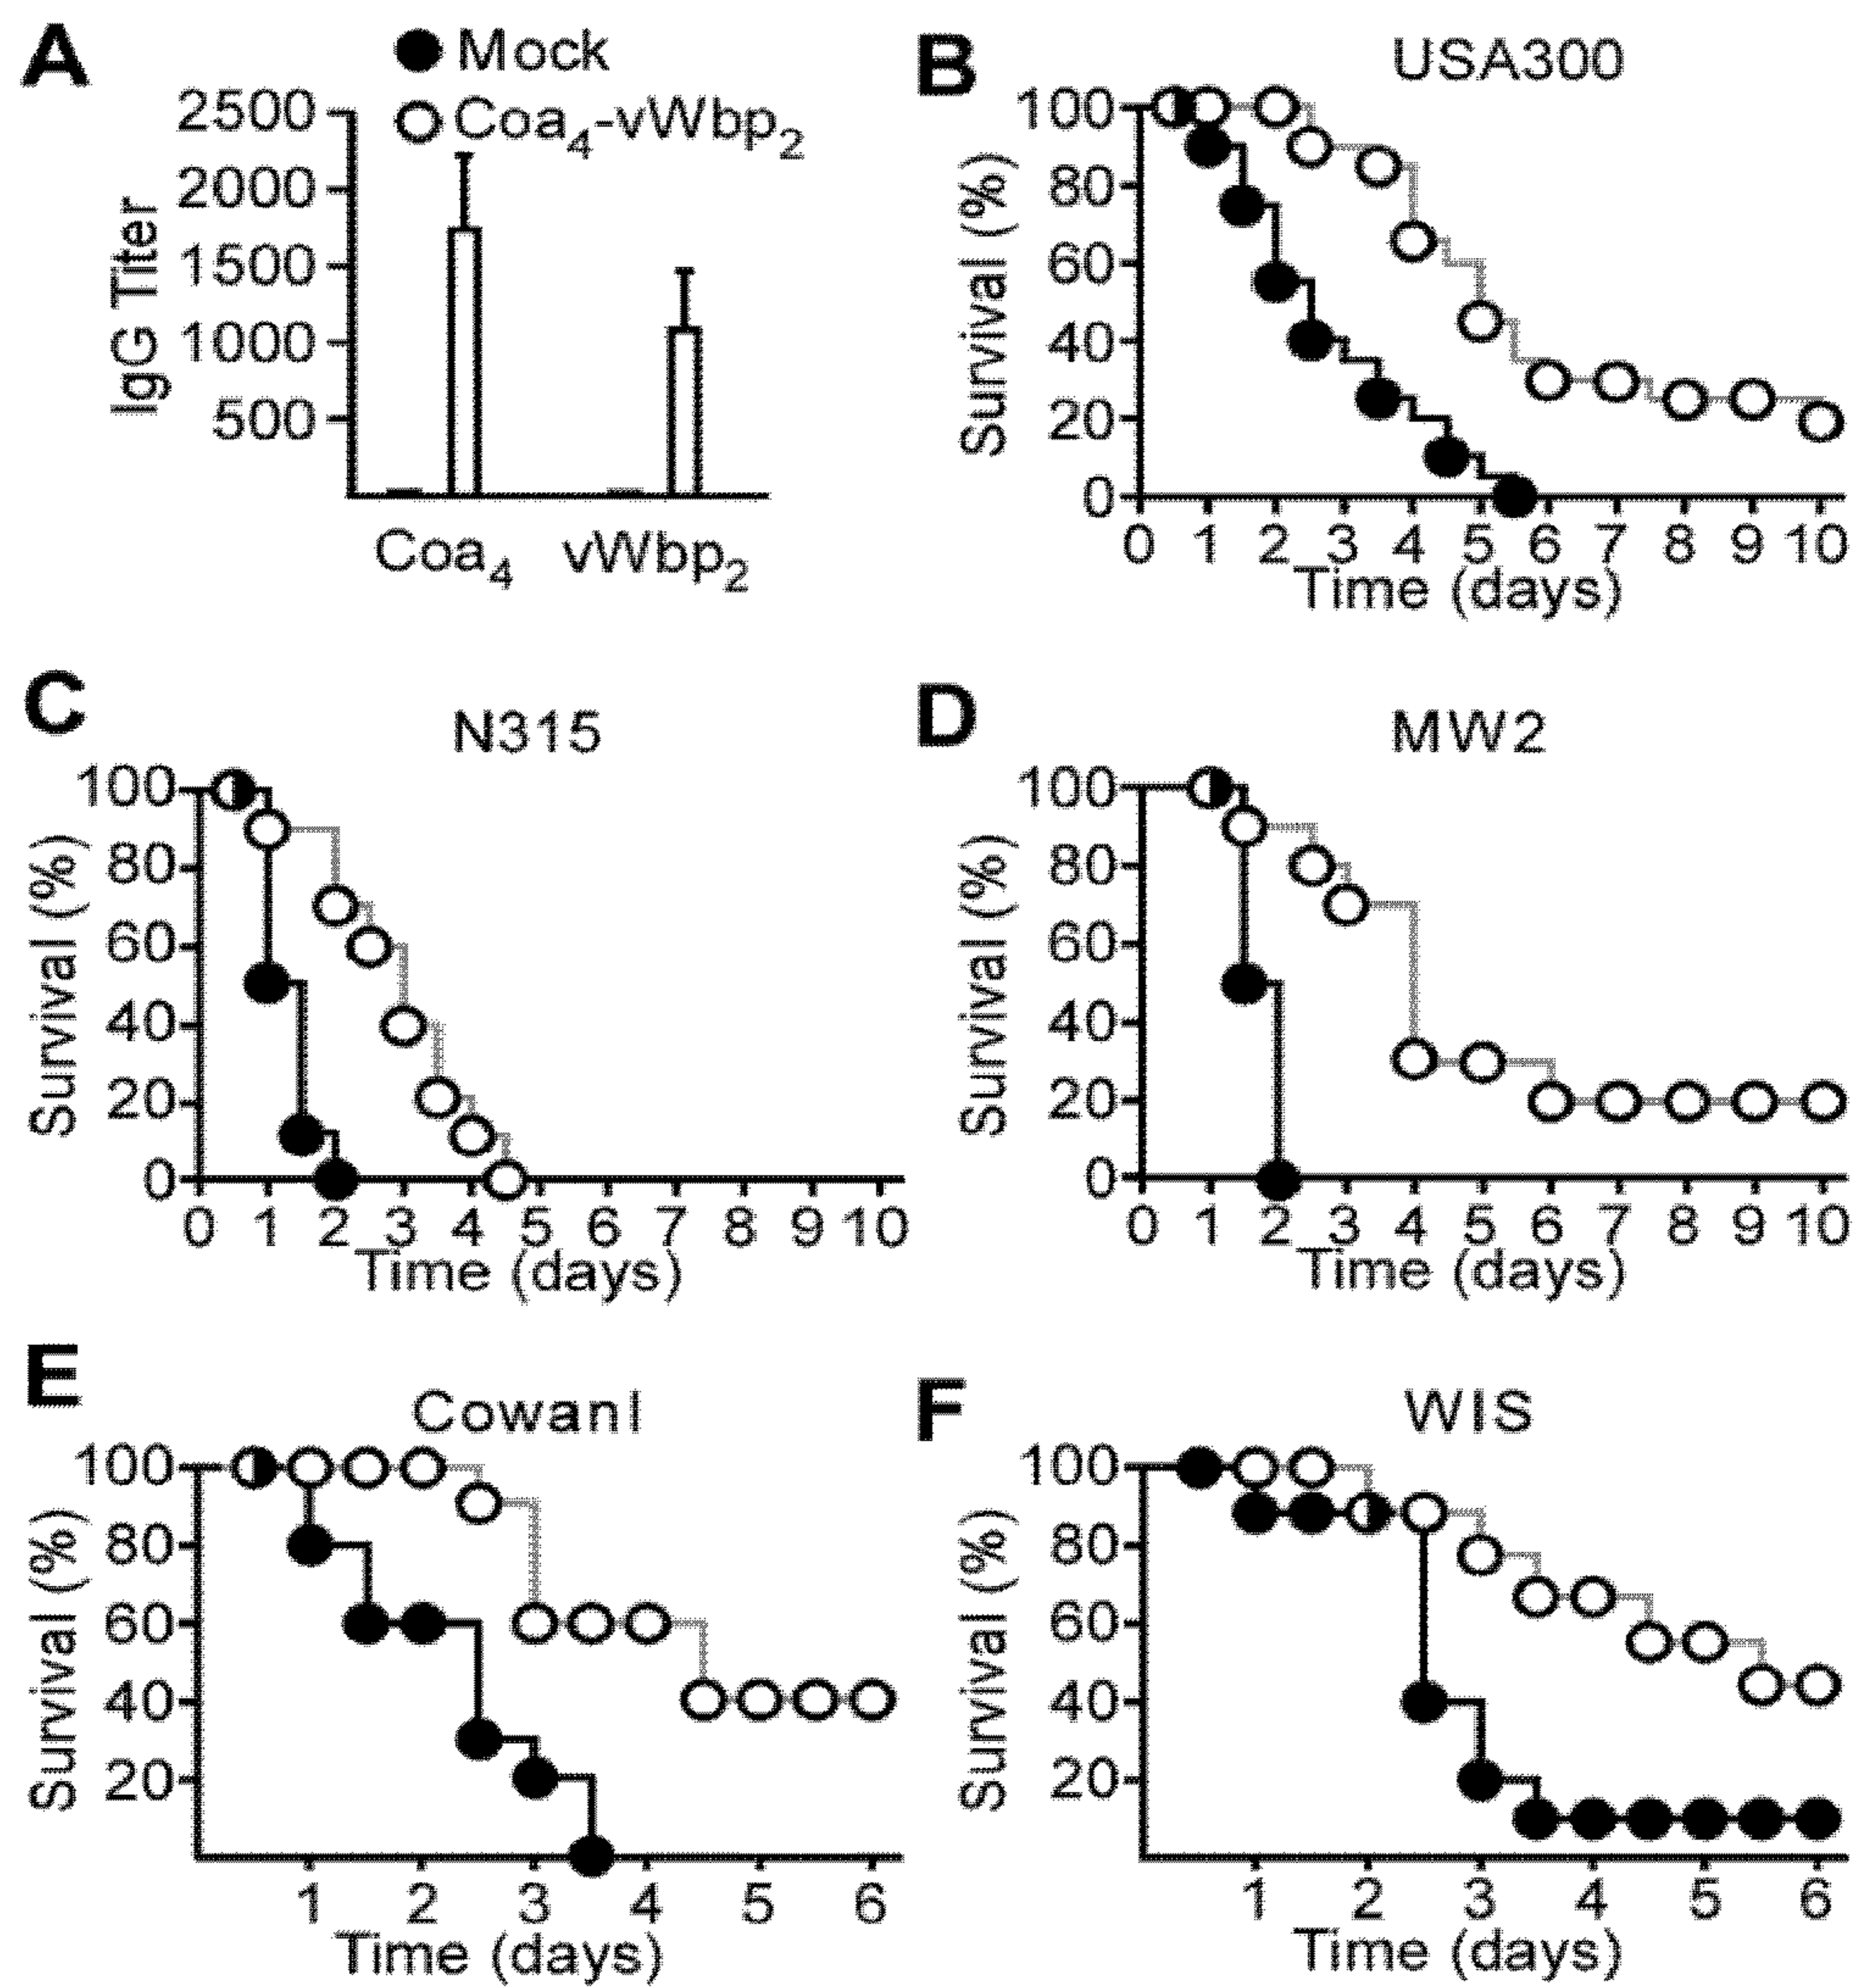 A
Mock
Coa4-vWbp2
2500
2000
1500
1000
500
IgG Titer
Coa4 vWbp2
B
USA300
100
80
60
40
20
0
Survival (%)
0 1 2 3 4 5 6 7 8 9 10
Time (days)
C
N315
100
80
60
40
20
0
Survival (%)
0 1 2 3 4 5 6 7 8 9 10
Time (days)
D
MW2
100
80
60
40
20
0
Survival (%)
0 1 2 3 4 5 6 7 8 9 10
Time (days)
E
CowanI
100
80
60
40
20
Survival (%)
1 2 3 4 5 6
Time (days)
F
WIS
100
80
60
40
20
Survival (%)
1 2 3 4 5 6
Time (days)